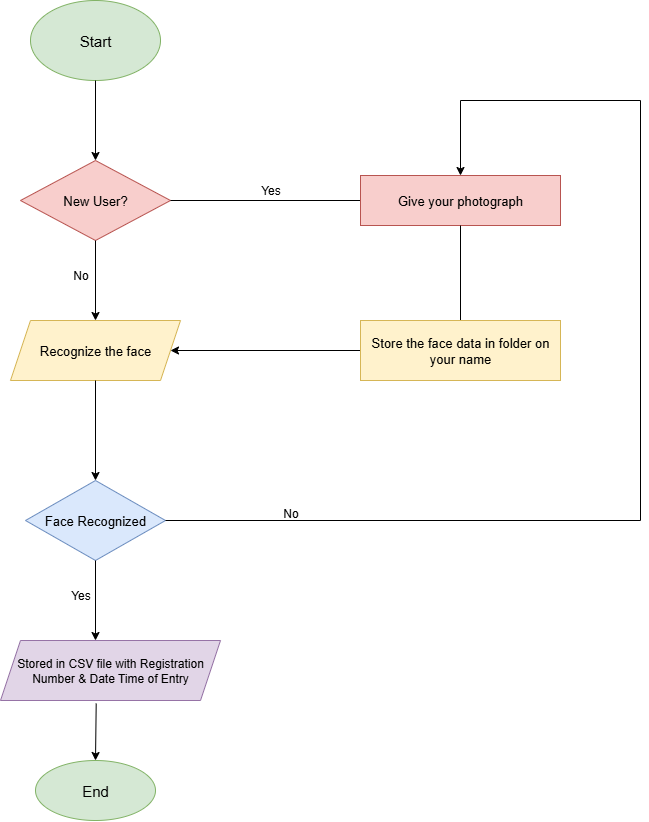 Start
New User?
Yes
Give your photograph
No
Recognize the face
Store the face data in folder on
your name
Face Recognized
No
Yes
Stored in CSV file with Registration
Number & Date Time of Entry
End